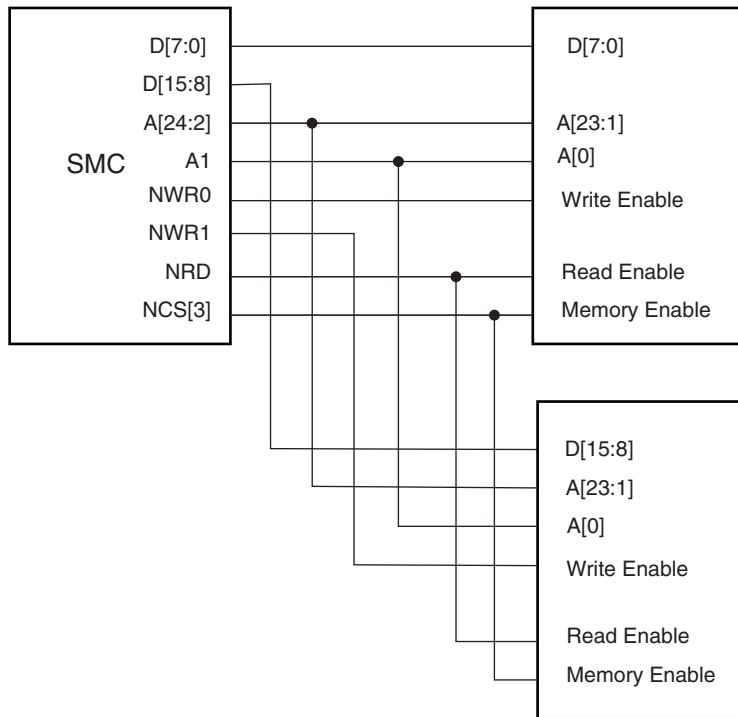 SMC
D[7:0]
D[15:8]
A[24:2]
A1
NWR0
NWR1
NRD
NCS[3]
D[7:0]
A[23:1]
A[0]
Write Enable
Read Enable
Memory Enable
D[15:8]
A[23:1]
A[0]
Write Enable
Read Enable
Memory Enable